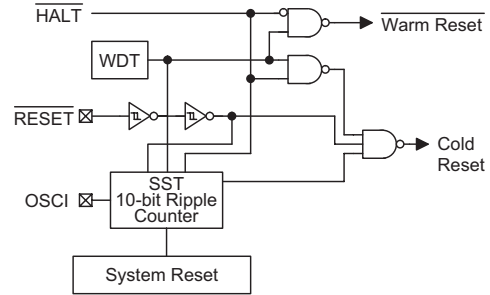 HALT
Warm Reset
WDT
RESET
Cold
Reset
OSCI
SST
10-bit Ripple
Counter
System Reset